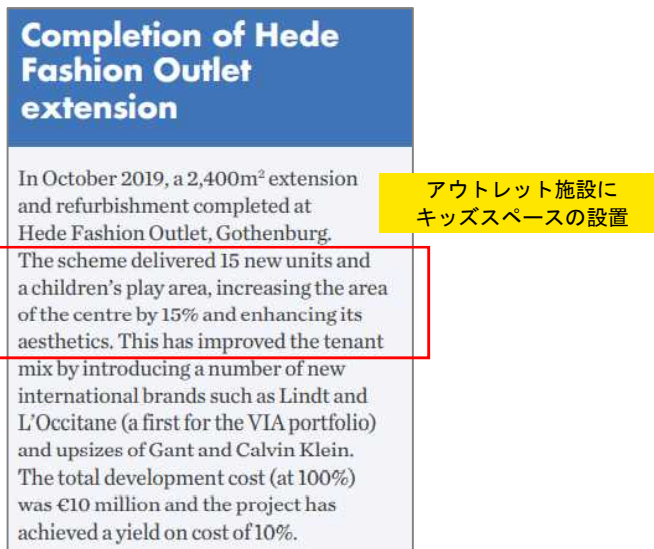 Completion of Hede
Fashion Outlet
extension
In October 2019, a 2,400m² extension
and refurbishment completed at
Hede Fashion Outlet, Gothenburg.
The scheme delivered 15 new units and
a children’s play area, increasing the area
of the centre by 15% and enhancing its
aesthetics. This has improved the tenant
mix by introducing a number of new
international brands such as Lindt and
L’Occitane (a first for the VIA portfolio)
and upsizes of Gant and Calvin Klein.
The total development cost (at 100%)
was €10 million and the project has
achieved a yield on cost of 10%.
アウトレット施設に
キッズスペースの設置